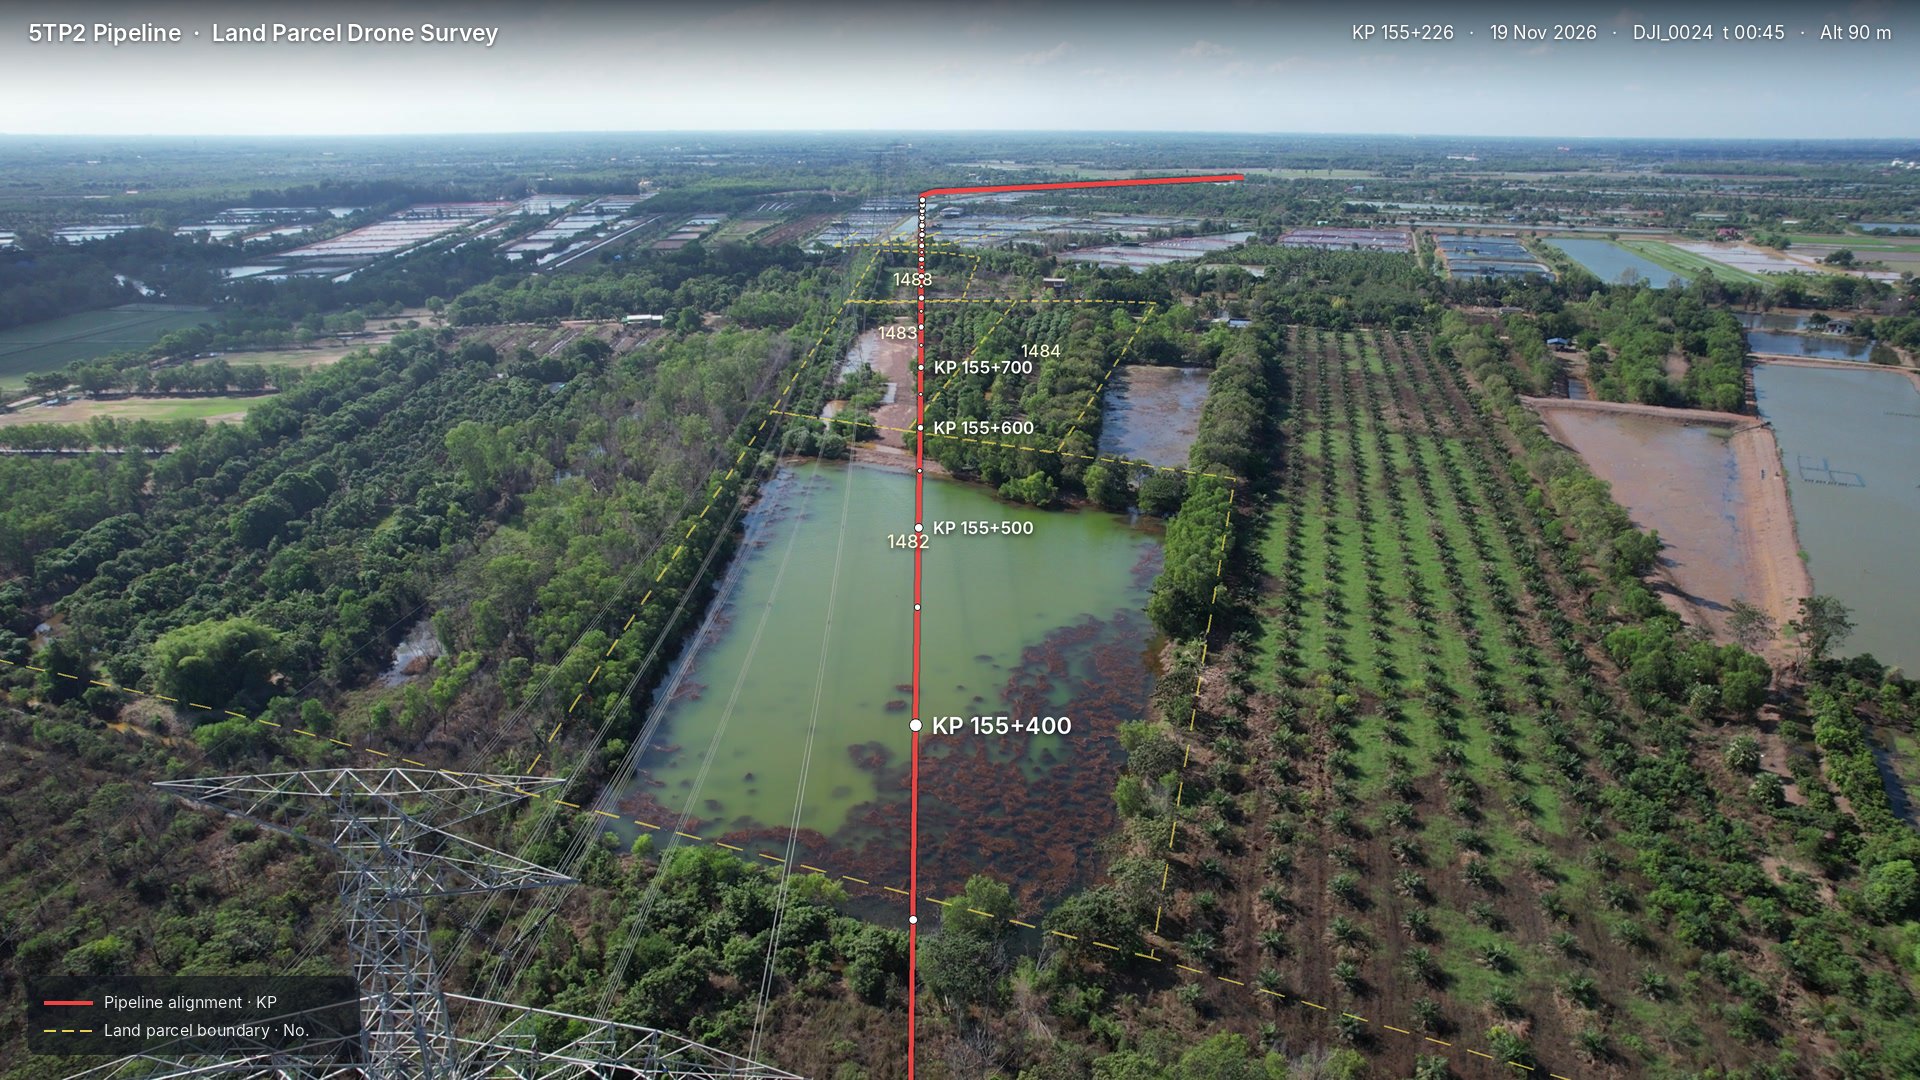 5TP2 Pipeline · Land Parcel Drone Survey
KP 155+226 · 19 Nov 2026 · DJI_0024 t 00:45 · Alt 90 m
1483
1484
KP 155+700
KP 155+600
KP 155+500
1482
KP 155+400
Pipeline alignment · KP
Land parcel boundary · No.